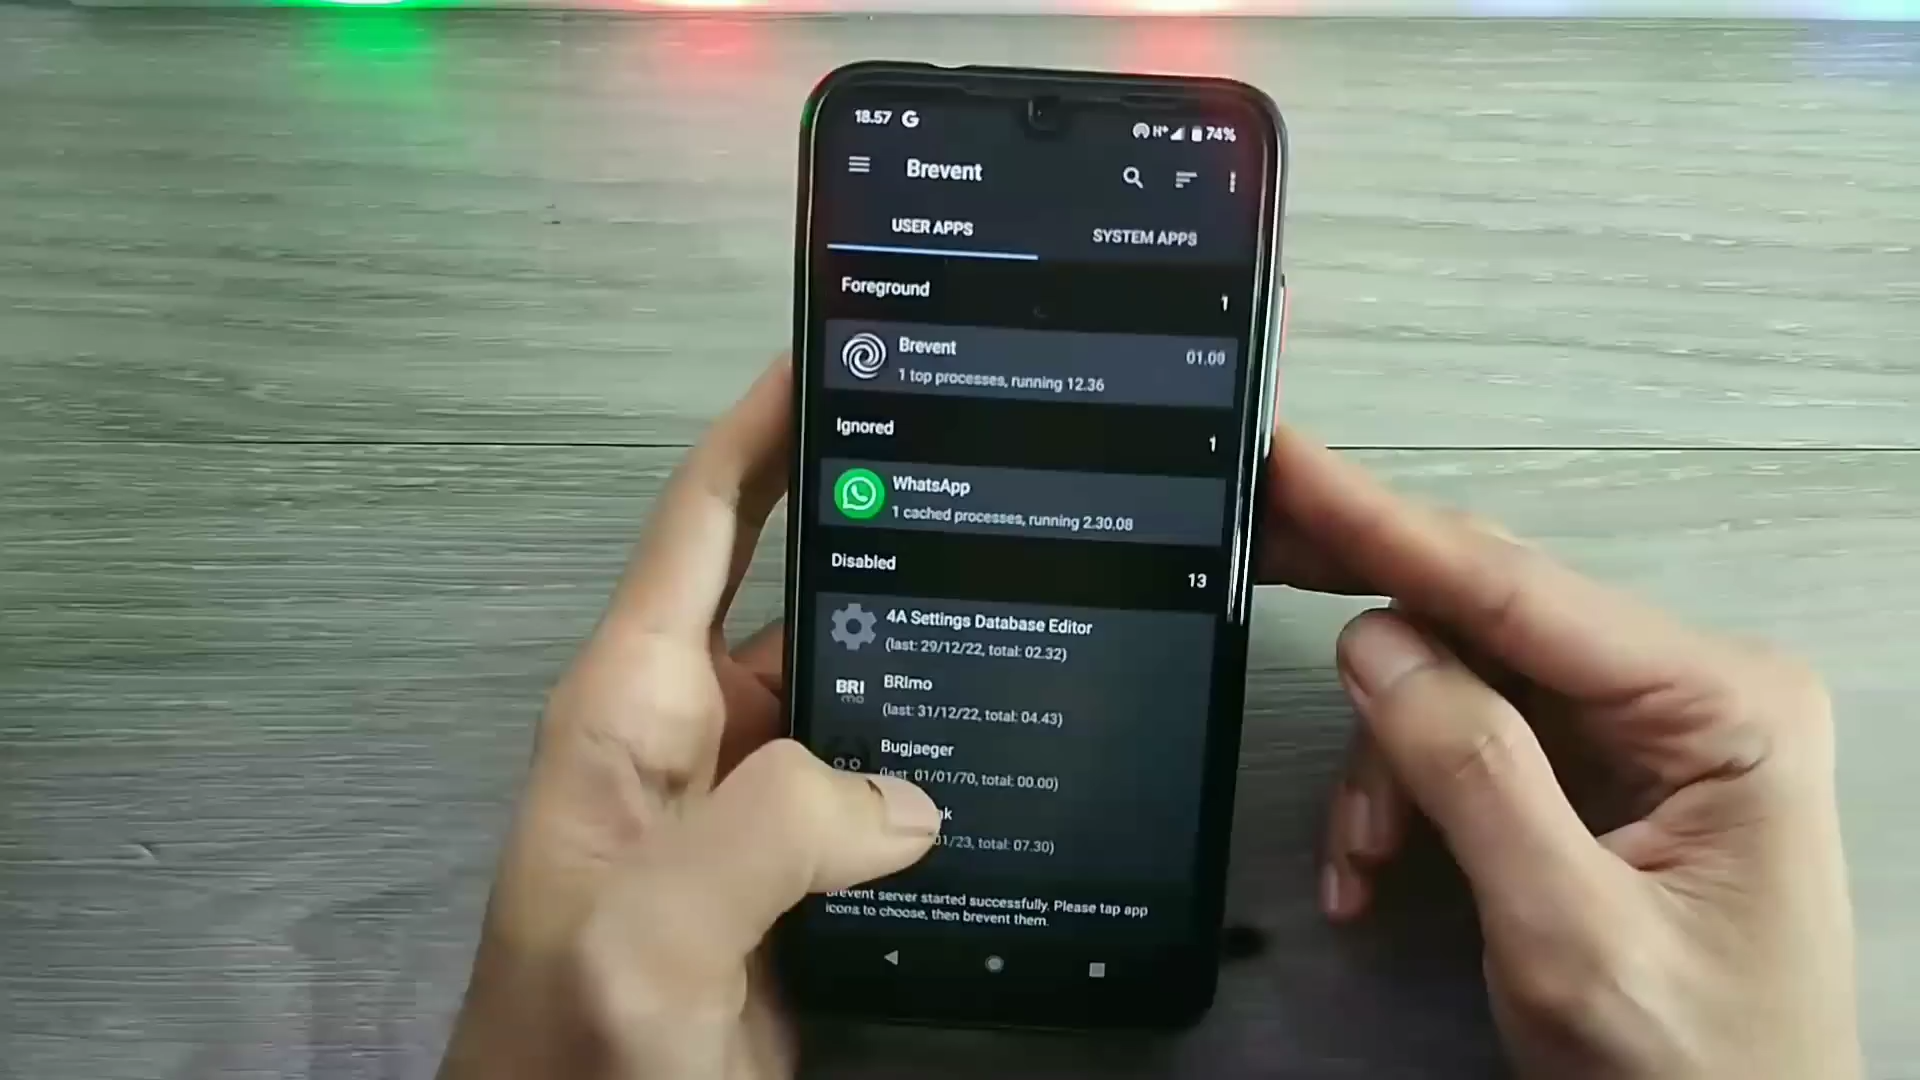 18.57 G H+ 74%
Brevent
USER APPS SYSTEM APPS
Foreground 1
Brevent 01.00
1 top processes, running 12.36
Ignored 1
WhatsApp
1 cached processes, running 2.30.08
Disabled 13
4A Settings Database Editor
(last: 29/12/22, total: 02.32)
BRI
mo
BRImo
(last: 31/12/22, total: 04.43)
Bugjaeger
(last: 01/01/70, total: 00.00)
nk
01/23, total: 07.30)
Brevent server started successfully. Please tap app
icons to choose, then brevent them.